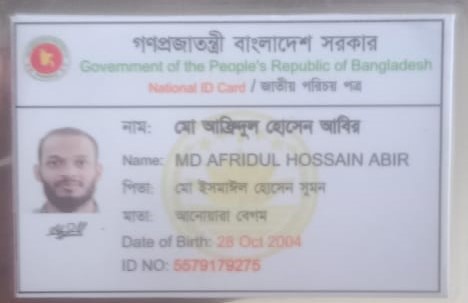 গণপ্রজাতন্ত্রী বাংলাদেশ সরকার
Government of the People's Republic of Bangladesh
National ID Card / জাতীয় পরিচয় পত্র
নাম: মো আফ্রিদুল হোসেন আবির
Name: MD AFRIDUL HOSSAIN ABIR
পিতা: মো ইসমাঈল হোসেন সুমন
মাতা: আনোয়ারা বেগম
Date of Birth: 28 Oct 2004
ID NO: 5579179275